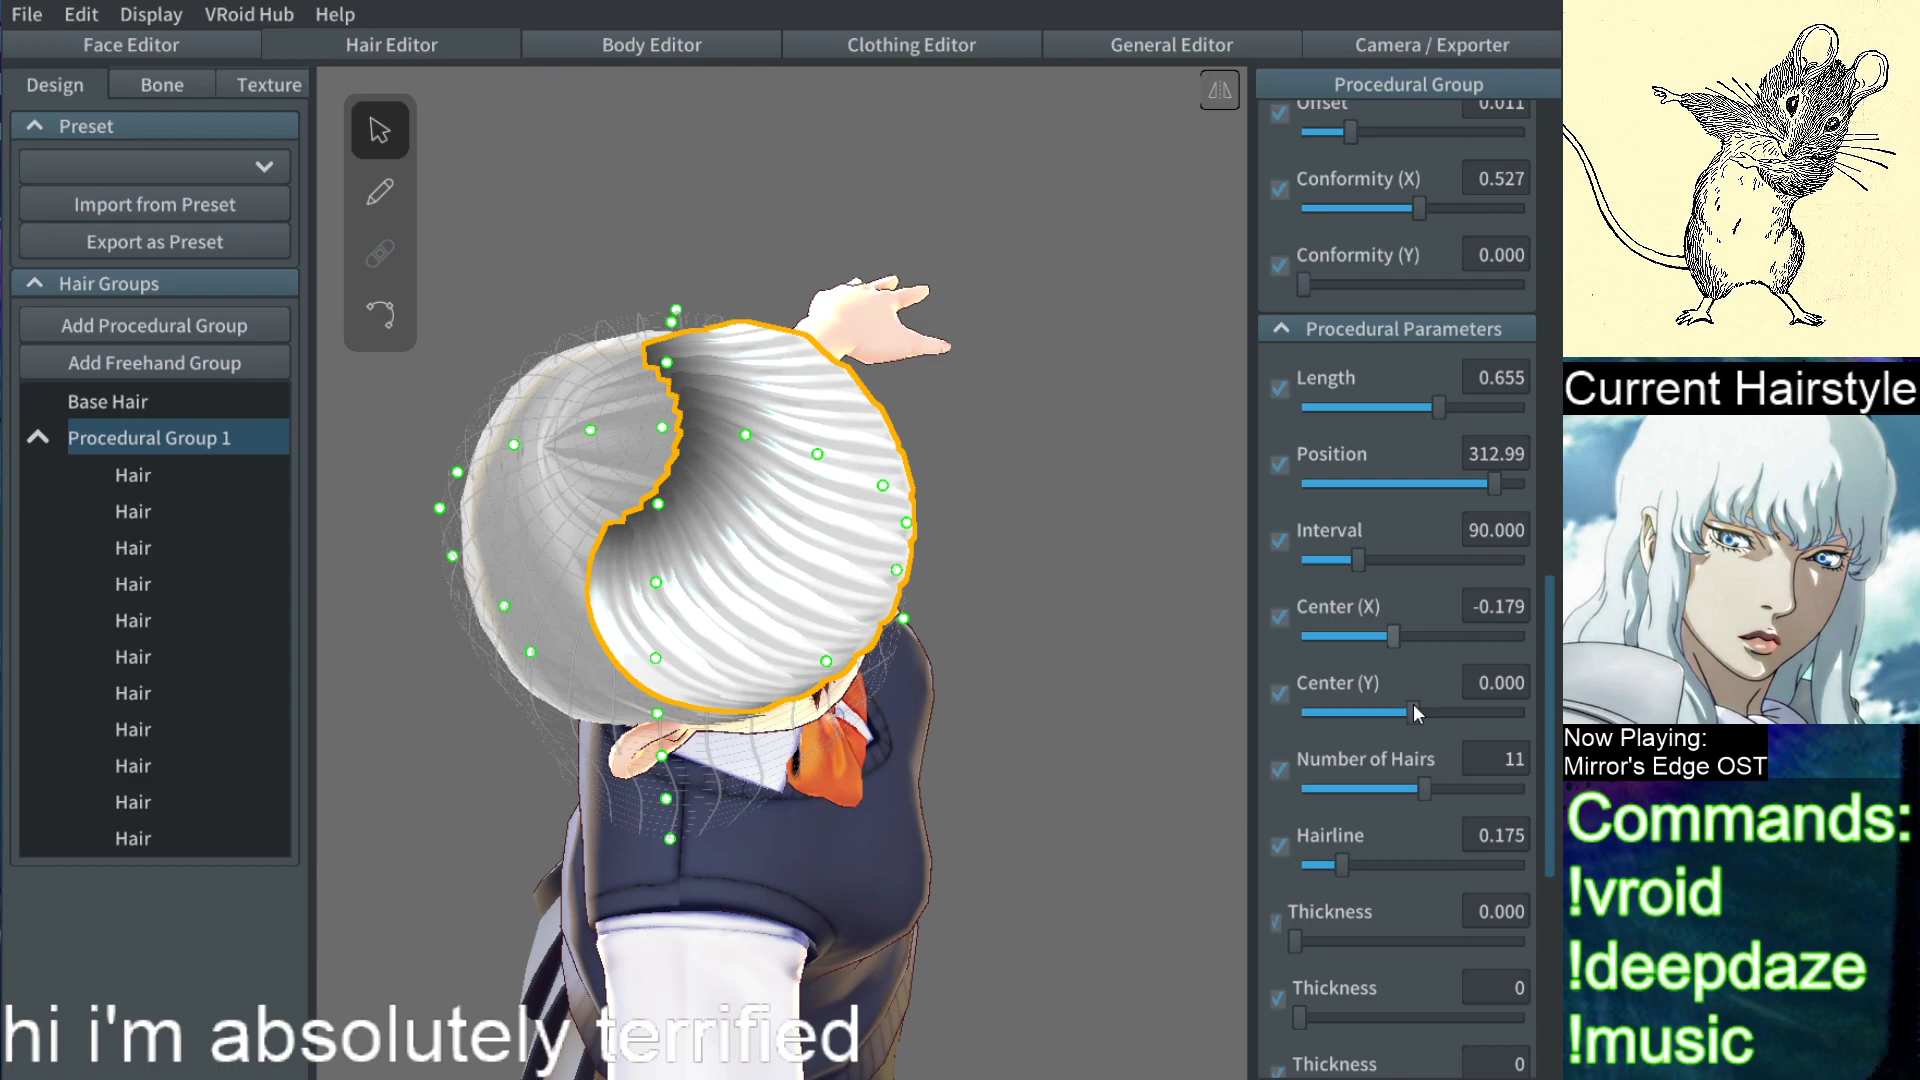 File Edit Display VRoid Hub Help
Face Editor Hair Editor Body Editor Clothing Editor General Editor Camera / Exporter
Design Bone Texture
Preset
Import from Preset
Export as Preset
Hair Groups
Add Procedural Group
Add Freehand Group
Base Hair
Procedural Group 1
Hair
Hair
Hair
Hair
Hair
Hair
Hair
Hair
Hair
Hair
Hair
Procedural Group
Offset 0.011
Conformity (X) 0.527
Conformity (Y) 0.000
Procedural Parameters
Length 0.655
Position 312.99
Interval 90.000
Center (X) -0.179
Center (Y) 0.000
Number of Hairs 11
Hairline 0.175
Thickness 0.000
Thickness 0
Thickness 0
Current Hairstyle
Now Playing:
Mirror's Edge OST
Commands:
!vroid
!deepdaze
!music
hi i'm absolutely terrified